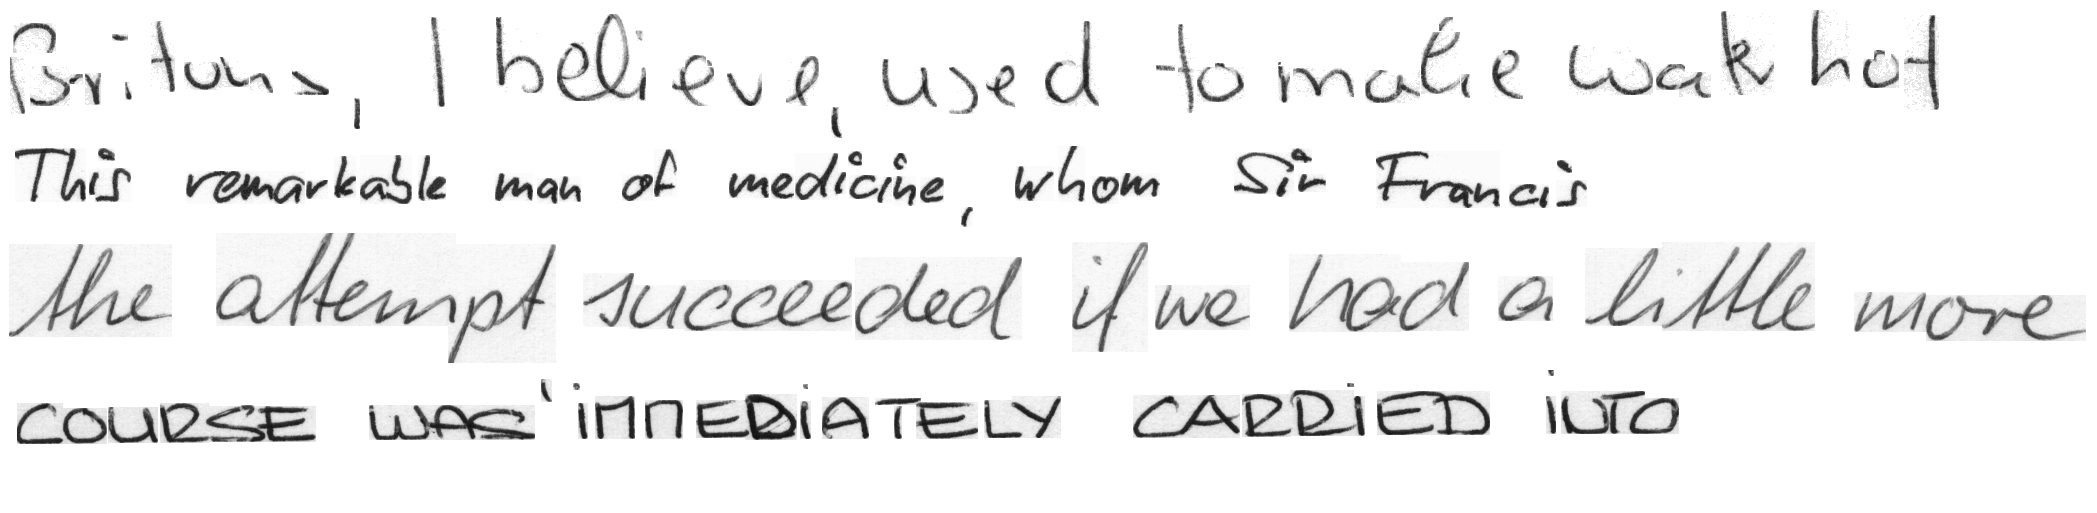 Britons, I believe, used to make water hot
This remarkable man of medicine, whom Sir Francis
the attempt succeeded if we had a little more
COURSE WAS' IMMEDIATELY CARRIED INTO